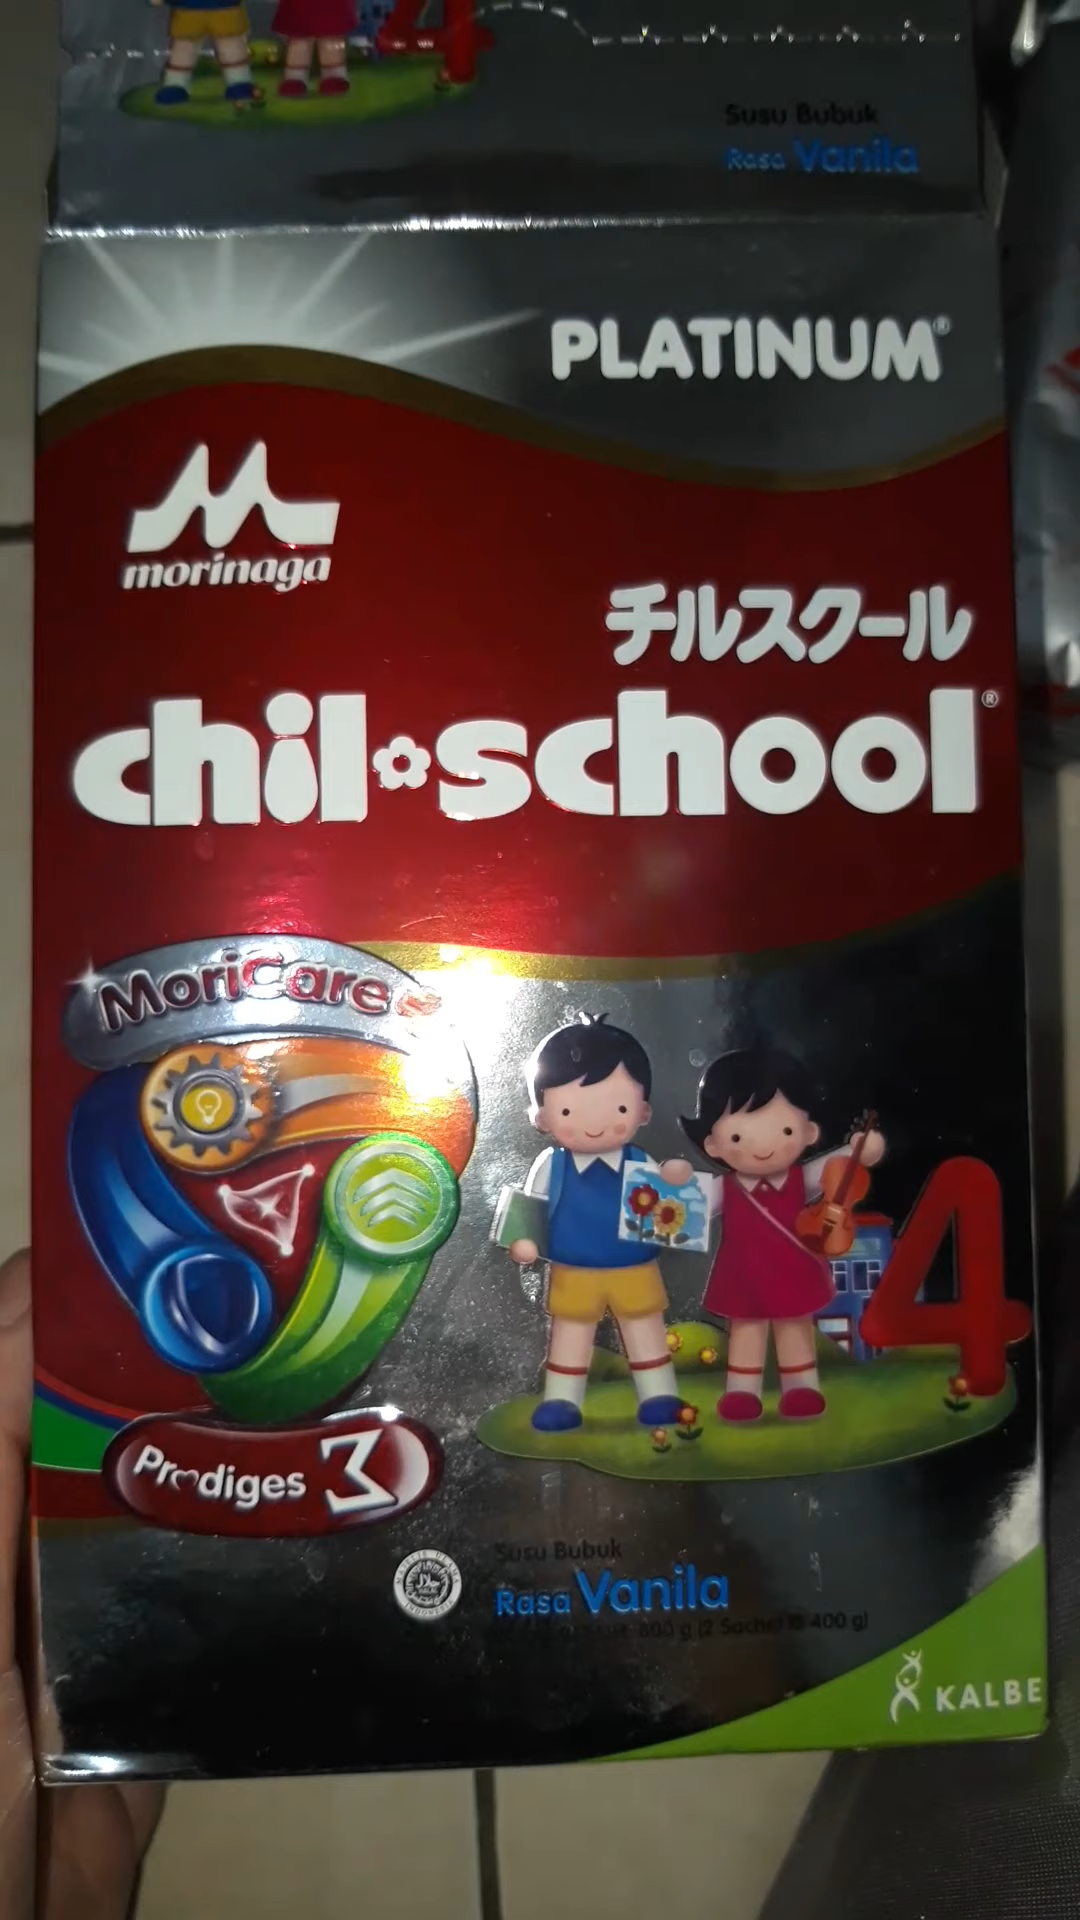 4
Susu Bubuk
Rasa Vanila
PLATINUM®
morinaga
チルスクール
chil school®
MoriCare
4
Prodiges 3
Susu Bubuk
Rasa Vanila
800 g (2 Sachet @ 400 g)
KALBE